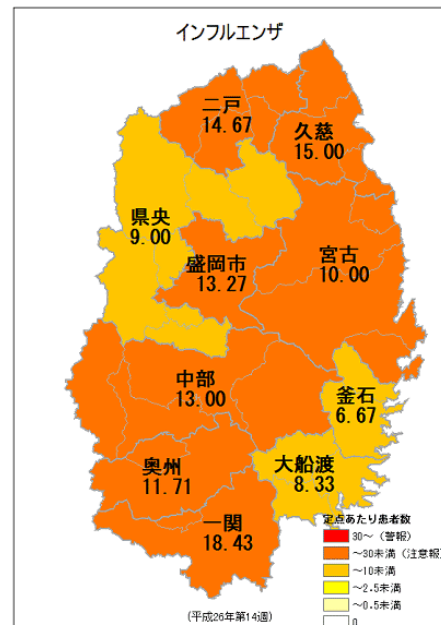 インフルエンザ
二戸
14.67
久慈
15.00
県央
9.00
盛岡市
13.27
宮古
10.00
中部
13.00
釜石
6.67
奥州
11.71
大船渡
8.33
一関
18.43
定点あたり患者数
30～（警報）
～30未満（注意報）
～10未満
～2.5未満
～0.5未満
0
(平成26年第14週)